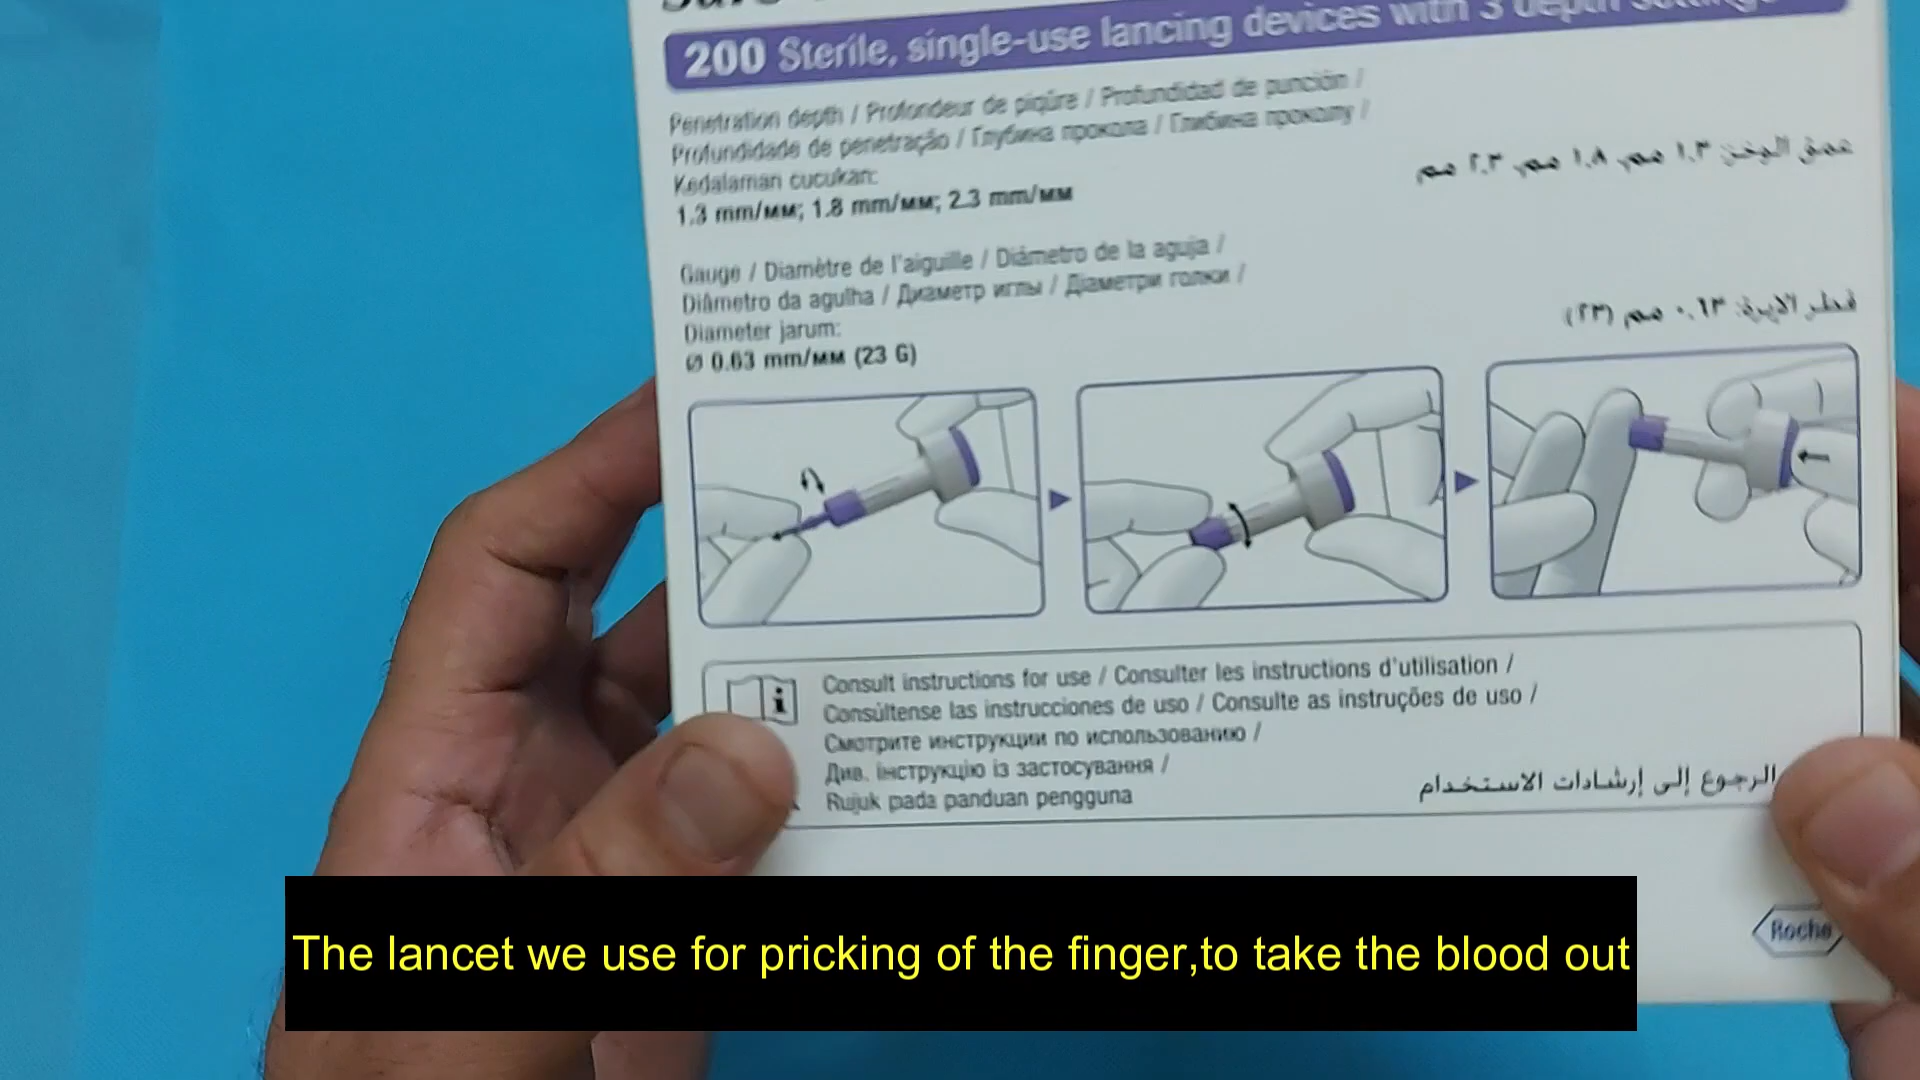 200 Sterile, single-use lancing devices with 3 depth
Penetration depth / Profondeur de piqûre / Profundidad de punción /
Profundidade de penetração / Глубина прокола / Глибина проколу /
Kedalaman cucukan:
1.3 mm/мм; 1.8 mm/мм; 2.3 mm/мм
عمق الوخز: ١.٣ مم، ١.٨ مم، ٢.٣ مم
Gauge / Diamètre de l'aiguille / Diámetro de la aguja /
Diâmetro da agulha / Диаметр иглы / Діаметри голки /
Diameter jarum:
Ø 0.63 mm/мм (23 G)
قطر الابرة: ٠.٦٣ مم (٢٣)
Consult instructions for use / Consulter les instructions d'utilisation /
Consúltense las instrucciones de uso / Consulte as instruções de uso /
Смотрите инструкции по использованию /
Див. інструкцію із застосування /
Rujuk pada panduan pengguna
الرجوع إلى إرشادات الاستخدام
Roche
The lancet we use for pricking of the finger,to take the blood out